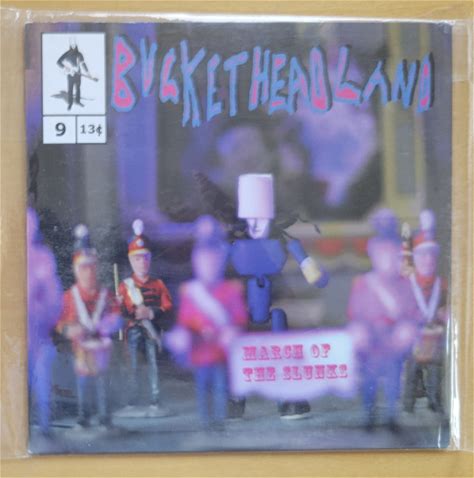 BUCKETHEADLAND
9 13¢
MARCH OF
THE SLUNKS